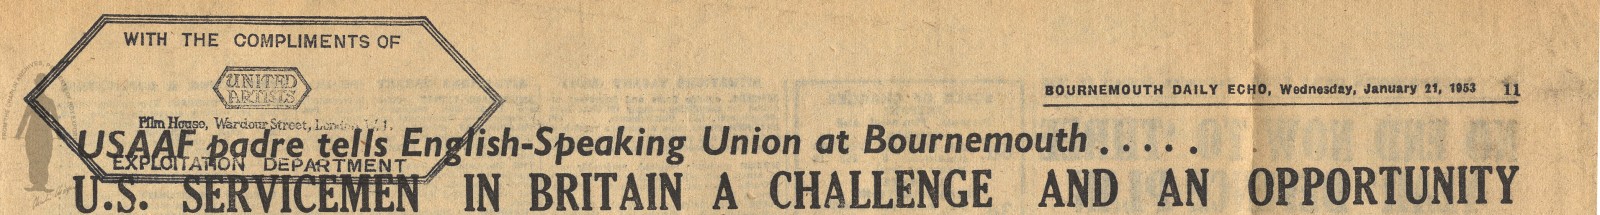 WITH THE COMPLIMENTS OF
UNITED
ARTISTS
Film House, Wardour Street, London, W.1.
EXPLOITATION DEPARTMENT
BOURNEMOUTH DAILY ECHO, Wednesday, January 21, 1953 11
USAAF padre tells English-Speaking Union at Bournemouth . . . . .
U.S. SERVICEMEN IN BRITAIN A CHALLENGE AND AN OPPORTUNITY